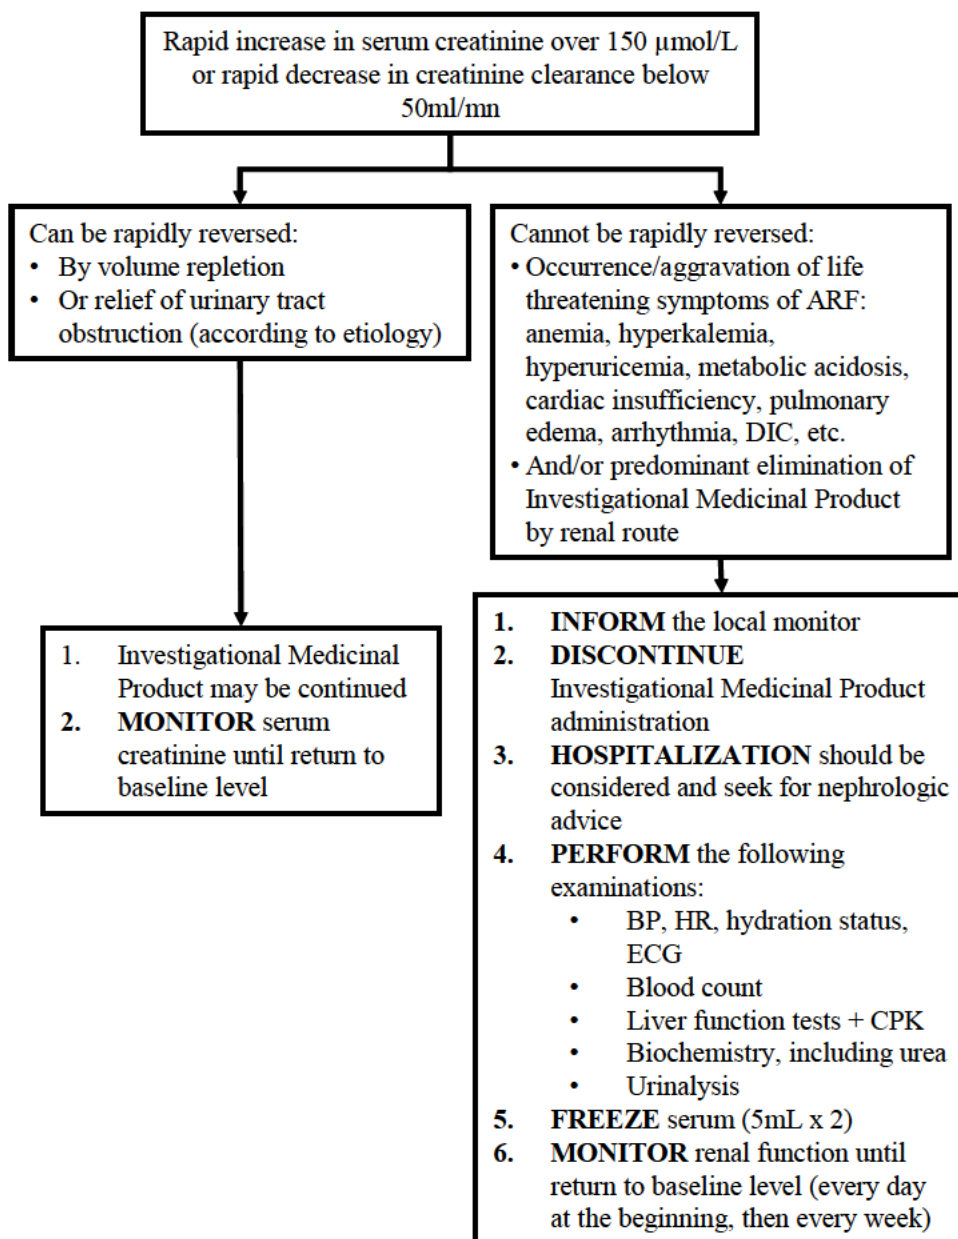 Rapid increase in serum creatinine over 150 µmol/L
or rapid decrease in creatinine clearance below
50ml/mn
Can be rapidly reversed:
• By volume repletion
• Or relief of urinary tract
obstruction (according to etiology)
Cannot be rapidly reversed:
• Occurrence/aggravation of life
threatening symptoms of ARF:
anemia, hyperkalemia,
hyperuricemia, metabolic acidosis,
cardiac insufficiency, pulmonary
edema, arrhythmia, DIC, etc.
• And/or predominant elimination of
Investigational Medicinal Product
by renal route
1. Investigational Medicinal
Product may be continued
2. MONITOR serum
creatinine until return to
baseline level
1. INFORM the local monitor
2. DISCONTINUE
Investigational Medicinal Product
administration
3. HOSPITALIZATION should be
considered and seek for nephrologic
advice
4. PERFORM the following
examinations:
• BP, HR, hydration status,
ECG
• Blood count
• Liver function tests + CPK
• Biochemistry, including urea
• Urinalysis
5. FREEZE serum (5mL x 2)
6. MONITOR renal function until
return to baseline level (every day
at the beginning, then every week)